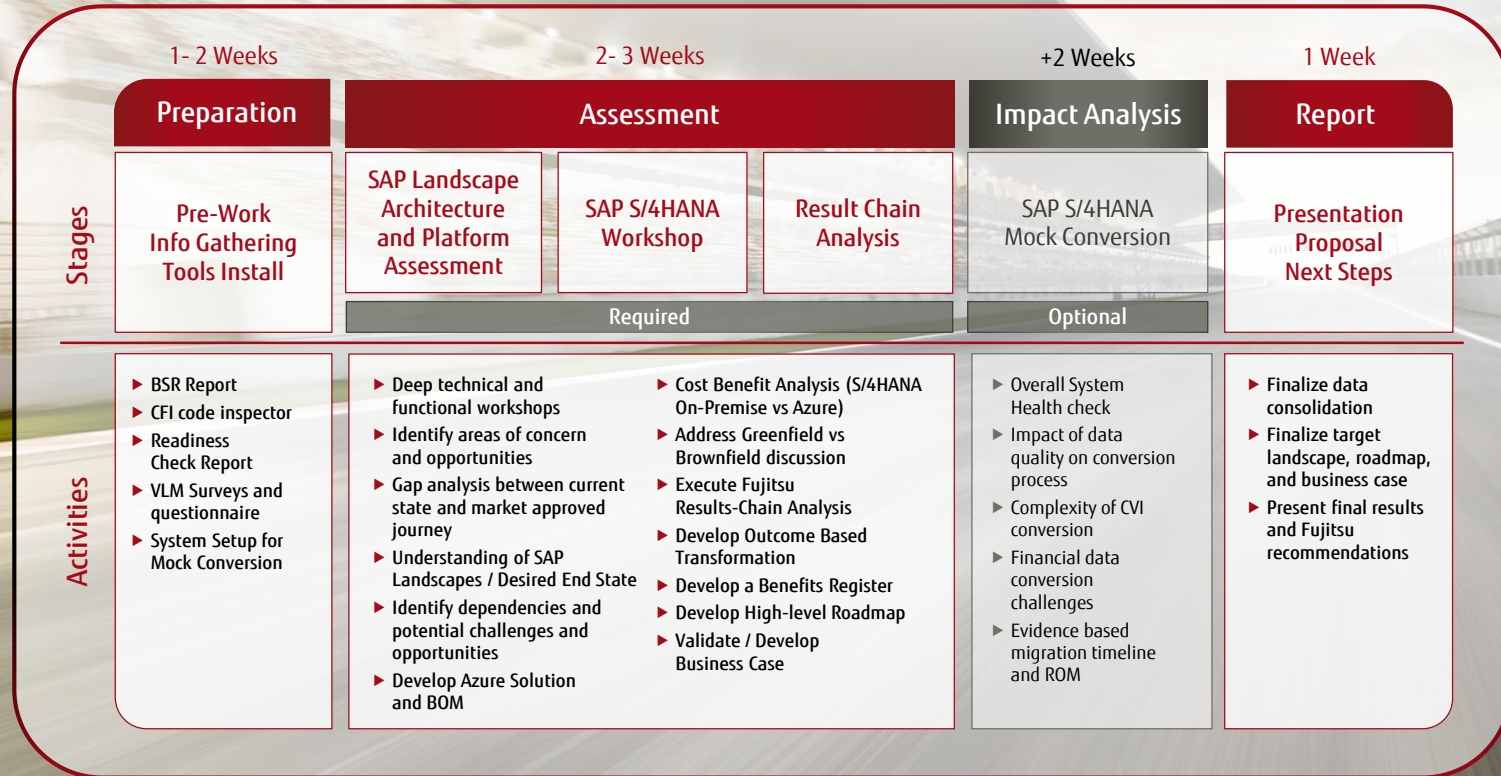 1- 2 Weeks
2- 3 Weeks
+2 Weeks
1 Week
Preparation
Assessment
Impact Analysis
Report
Stages
Pre-Work
Info Gathering
Tools Install
SAP Landscape
Architecture
and Platform
Assessment
SAP S/4HANA
Workshop
Result Chain
Analysis
SAP S/4HANA
Mock Conversion
Presentation
Proposal
Next Steps
Required
Optional
Activities
▶ BSR Report
▶ CFI code inspector
▶ Readiness
Check Report
▶ VLM Surveys and
questionnaire
▶ System Setup for
Mock Conversion
▶ Deep technical and
functional workshops
▶ Identify areas of concern
and opportunities
▶ Gap analysis between current
state and market approved
journey
▶ Understanding of SAP
Landscapes / Desired End State
▶ Identify dependencies and
potential challenges and
opportunities
▶ Develop Azure Solution
and BOM
▶ Cost Benefit Analysis (S/4HANA
On-Premise vs Azure)
▶ Address Greenfield vs
Brownfield discussion
▶ Execute Fujitsu
Results-Chain Analysis
▶ Develop Outcome Based
Transformation
▶ Develop a Benefits Register
▶ Develop High-level Roadmap
▶ Validate / Develop
Business Case
▶ Overall System
Health check
▶ Impact of data
quality on conversion
process
▶ Complexity of CVI
conversion
▶ Financial data
conversion
challenges
▶ Evidence based
migration timeline
and ROM
▶ Finalize data
consolidation
▶ Finalize target
landscape, roadmap,
and business case
▶ Present final results
and Fujitsu
recommendations